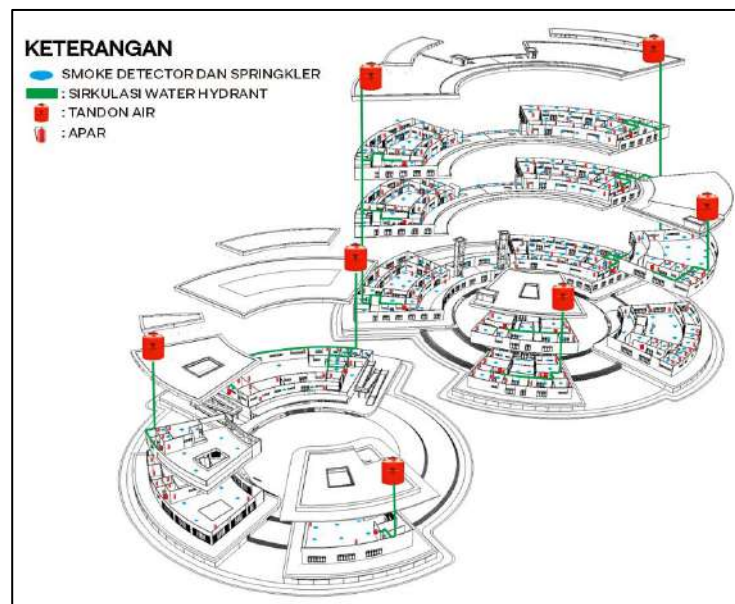 KETERANGAN
SMOKE DETECTOR DAN SPRINGKLER
: SIRKULASI WATER HYDRANT
: TANDON AIR
: APAR